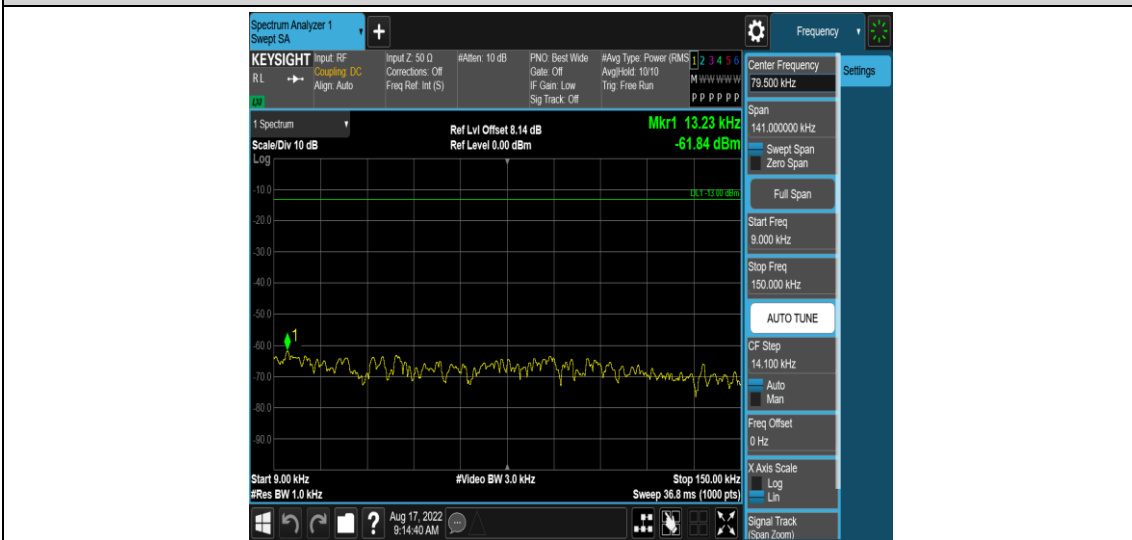 Spectrum Analyzer 1
Swept SA
+
Frequency
KEYSIGHT
RL
LXI
Input: RF
Coupling: DC
Align: Auto
Input Z: 50 Ω
Corrections: Off
Freq Ref: Int (S)
#Atten: 10 dB
PNO: Best Wide
Gate: Off
IF Gain: Low
Sig Track: Off
#Avg Type: Power (RMS
Avg|Hold: 10/10
Trig: Free Run
1 2 3 4 5 6
M W W W W W
P P P P P P
1 Spectrum
Scale/Div 10 dB
Log
Ref Lvl Offset 8.14 dB
Ref Level 0.00 dBm
Mkr1 13.23 kHz
-61.84 dBm
DL1 -13.00 dBm
-10.0
-20.0
-30.0
-40.0
-50.0
-60.0
-70.0
-80.0
-90.0
1
Start 9.00 kHz
#Res BW 1.0 kHz
#Video BW 3.0 kHz
Stop 150.00 kHz
Sweep 36.8 ms (1000 pts)
?
Aug 17, 2022
9:14:40 AM
Center Frequency
79.500 kHz
Settings
Span
141.000000 kHz
Swept Span
Zero Span
Full Span
Start Freq
9.000 kHz
Stop Freq
150.000 kHz
AUTO TUNE
CF Step
14.100 kHz
Auto
Man
Freq Offset
0 Hz
X Axis Scale
Log
Lin
Signal Track
(Span Zoom)